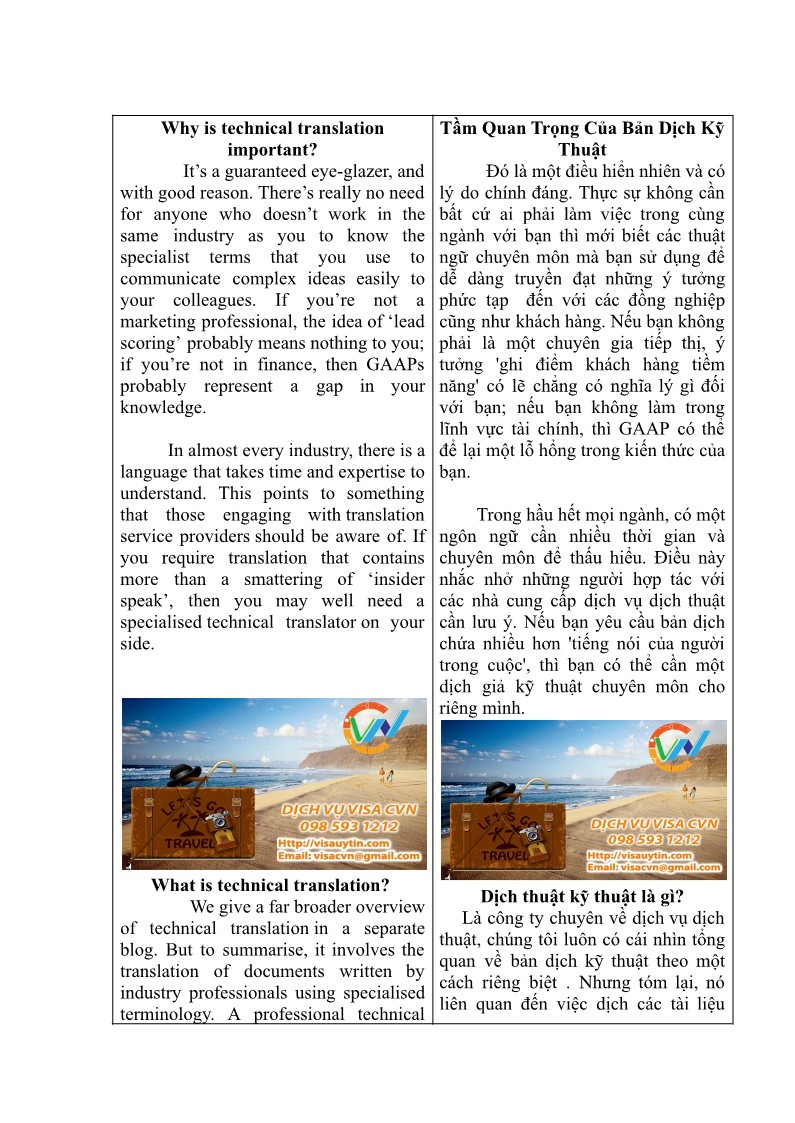 Why is technical translation
important?
It’s a guaranteed eye-glazer, and
with good reason. There’s really no need
for anyone who doesn’t work in the
same industry as you to know the
specialist terms that you use to
communicate complex ideas easily to
your colleagues. If you’re not a
marketing professional, the idea of ‘lead
scoring’ probably means nothing to you;
if you’re not in finance, then GAAPs
probably represent a gap in your
knowledge.
In almost every industry, there is a
language that takes time and expertise to
understand. This points to something
that those engaging with translation
service providers should be aware of. If
you require translation that contains
more than a smattering of ‘insider
speak’, then you may well need a
specialised technical translator on your
side.
CVN
LET'S GO
TRAVEL
DỊCH VỤ VISA CVN
098 593 1212
Http://visauytin.com
Email: visacvn@gmail.com
What is technical translation?
We give a far broader overview
of technical translation in a separate
blog. But to summarise, it involves the
translation of documents written by
industry professionals using specialised
terminology. A professional technical
Tầm Quan Trọng Của Bản Dịch Kỹ
Thuật
Đó là một điều hiển nhiên và có
lý do chính đáng. Thực sự không cần
bất cứ ai phải làm việc trong cùng
ngành với bạn thì mới biết các thuật
ngữ chuyên môn mà bạn sử dụng để
dễ dàng truyền đạt những ý tưởng
phức tạp đến với các đồng nghiệp
cũng như khách hàng. Nếu bạn không
phải là một chuyên gia tiếp thị, ý
tưởng 'ghi điểm khách hàng tiềm
năng' có lẽ chẳng có nghĩa lý gì đối
với bạn; nếu bạn không làm trong
lĩnh vực tài chính, thì GAAP có thể
để lại một lỗ hổng trong kiến thức của
bạn.
Trong hầu hết mọi ngành, có một
ngôn ngữ cần nhiều thời gian và
chuyên môn để thấu hiểu. Điều này
nhắc nhở những người hợp tác với
các nhà cung cấp dịch vụ dịch thuật
cần lưu ý. Nếu bạn yêu cầu bản dịch
chứa nhiều hơn 'tiếng nói của người
trong cuộc', thì bạn có thể cần một
dịch giả kỹ thuật chuyên môn cho
riêng mình.
CVN
LET'S GO
TRAVEL
DỊCH VỤ VISA CVN
098 593 1212
Http://visauytin.com
Email: visacvn@gmail.com
Dịch thuật kỹ thuật là gì?
Là công ty chuyên về dịch vụ dịch
thuật, chúng tôi luôn có cái nhìn tổng
quan về bản dịch kỹ thuật theo một
cách riêng biệt . Nhưng tóm lại, nó
liên quan đến việc dịch các tài liệu